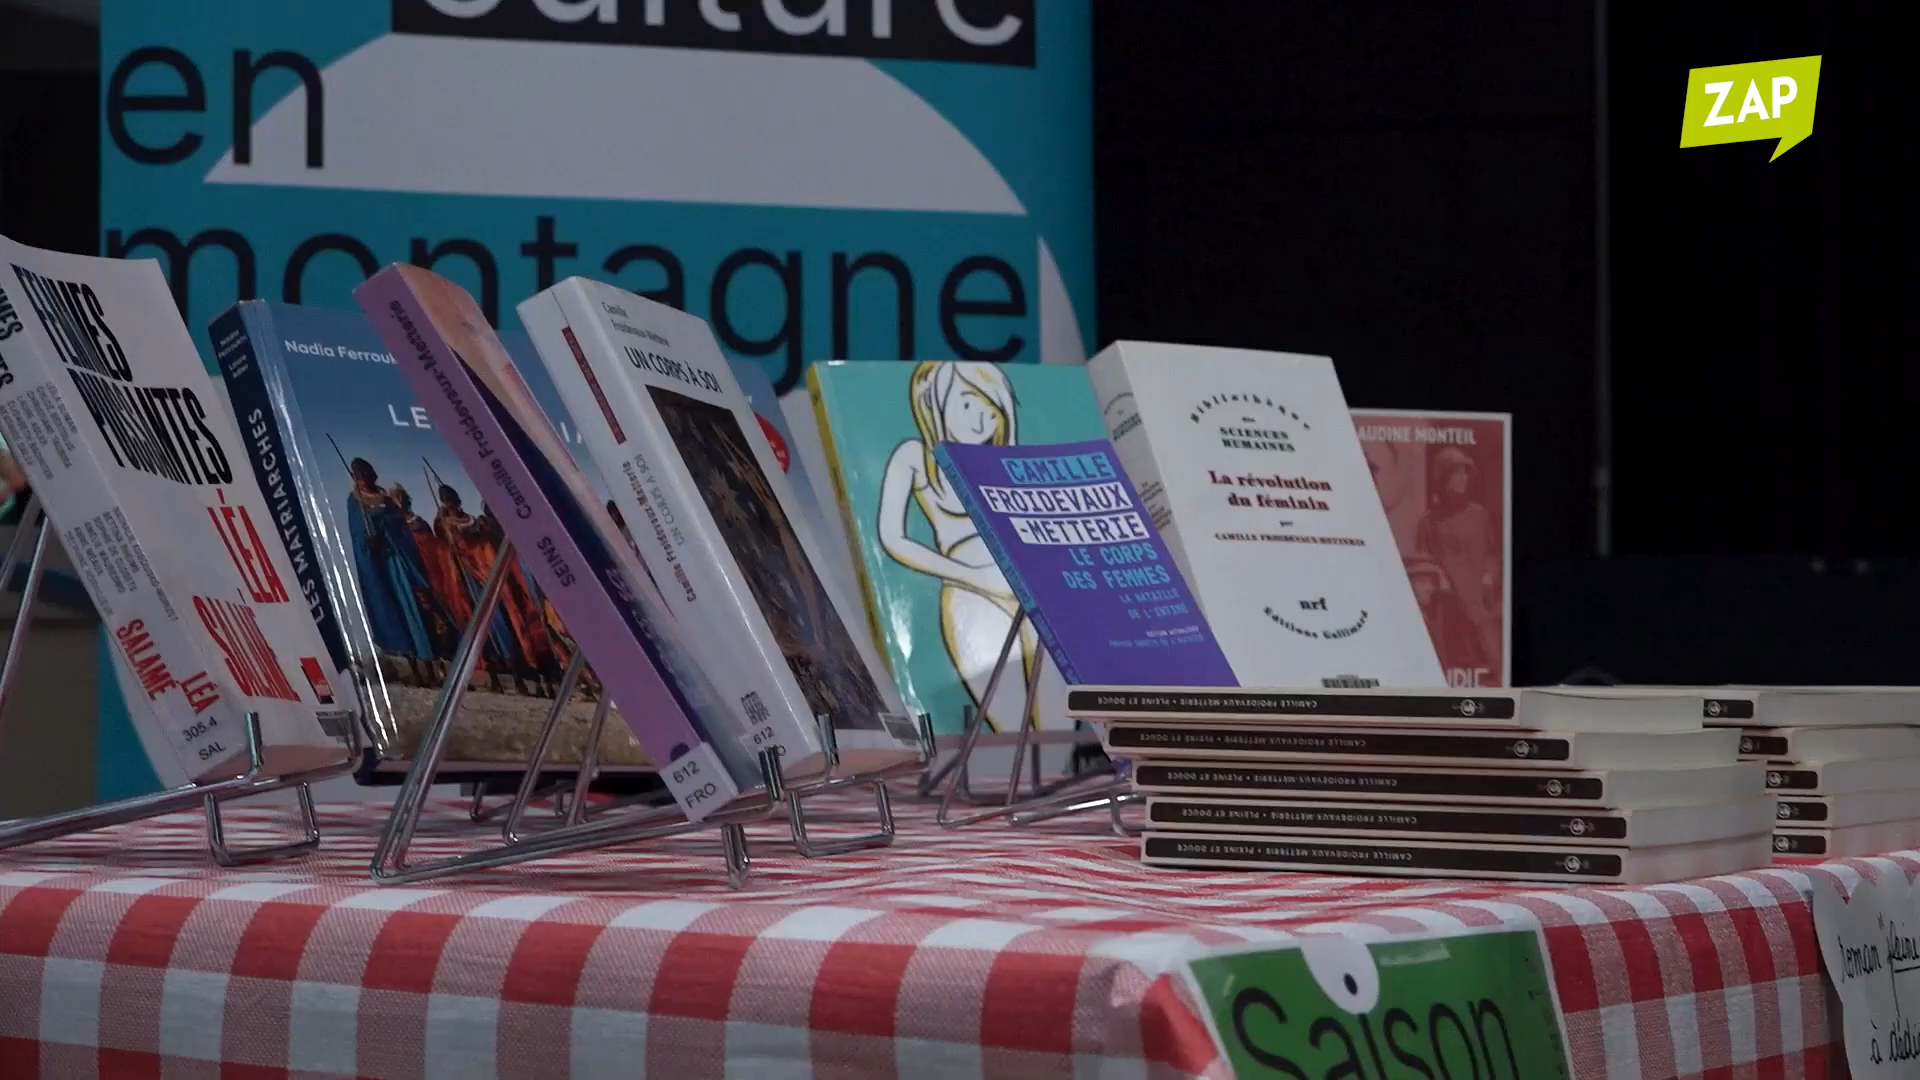 culture
en
montagne
ZAP
FEMMES
PUISSANTES
LÉA
SALAMÉ
LÉA
SALAMÉ
305.4
SAL
Nadia Ferroukhi
LES MATRIARCHES
Camille Froidevaux-Metterie
SEINS
612
FRO
Camille
Froidevaux-Metterie
UN CORPS À SOI
Camille Froidevaux-Metterie UN CORPS À SOI
612
CAMILLE
FROIDEVAUX
-METTERIE
LE CORPS
DES FEMMES
LA BATAILLE
DE L'INTIME
Bibliothèque
des
SCIENCES
HUMAINES
La révolution
du féminin
par
CAMILLE FROIDEVAUX-METTERIE
nrf
Éditions Gallimard
AUDINE MONTEIL
CAMILLE FROIDEVAUX-METTERIE • PLEINE ET DOUCE
CAMILLE FROIDEVAUX-METTERIE • PLEINE ET DOUCE
CAMILLE FROIDEVAUX-METTERIE • PLEINE ET DOUCE
CAMILLE FROIDEVAUX-METTERIE • PLEINE ET DOUCE
CAMILLE FROIDEVAUX-METTERIE • PLEINE ET DOUCE
Saison
roman
à